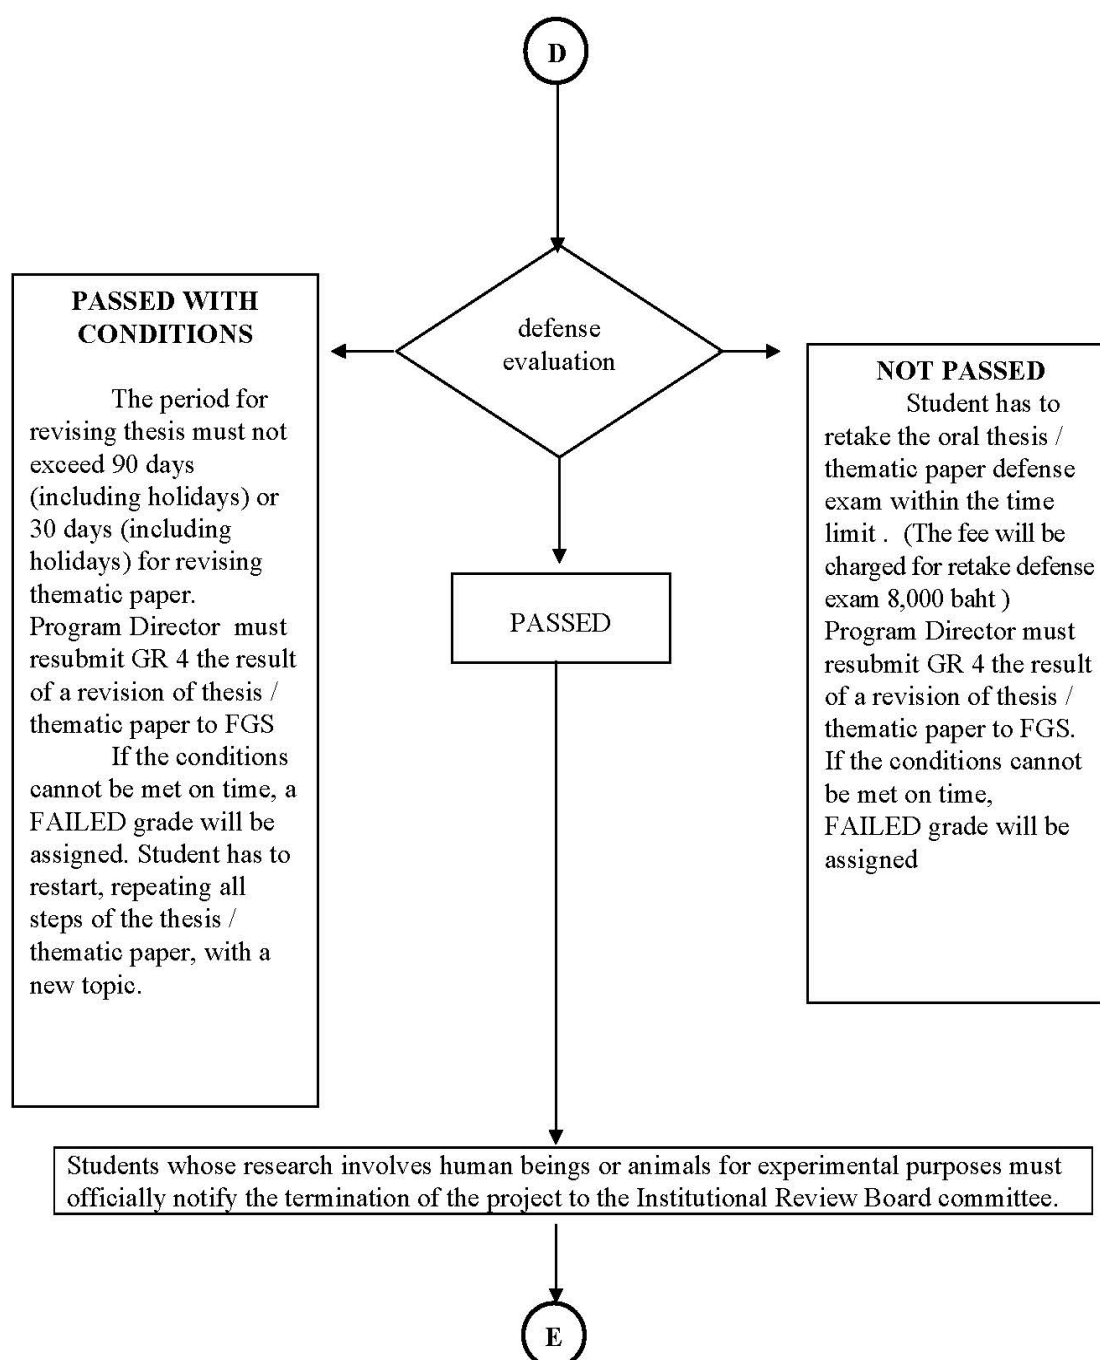 D
defense
evaluation
PASSED WITH
CONDITIONS
The period for
revising thesis must not
exceed 90 days
(including holidays) or
30 days (including
holidays) for revising
thematic paper.
Program Director must
resubmit GR 4 the result
of a revision of thesis /
thematic paper to FGS
If the conditions
cannot be met on time, a
FAILED grade will be
assigned. Student has to
restart, repeating all
steps of the thesis /
thematic paper, with a
new topic.
NOT PASSED
Student has to
retake the oral thesis /
thematic paper defense
exam within the time
limit . (The fee will be
charged for retake defense
exam 8,000 baht )
Program Director must
resubmit GR 4 the result
of a revision of thesis /
thematic paper to FGS.
If the conditions cannot
be met on time,
FAILED grade will be
assigned
PASSED
Students whose research involves human beings or animals for experimental purposes must
officially notify the termination of the project to the Institutional Review Board committee.
E